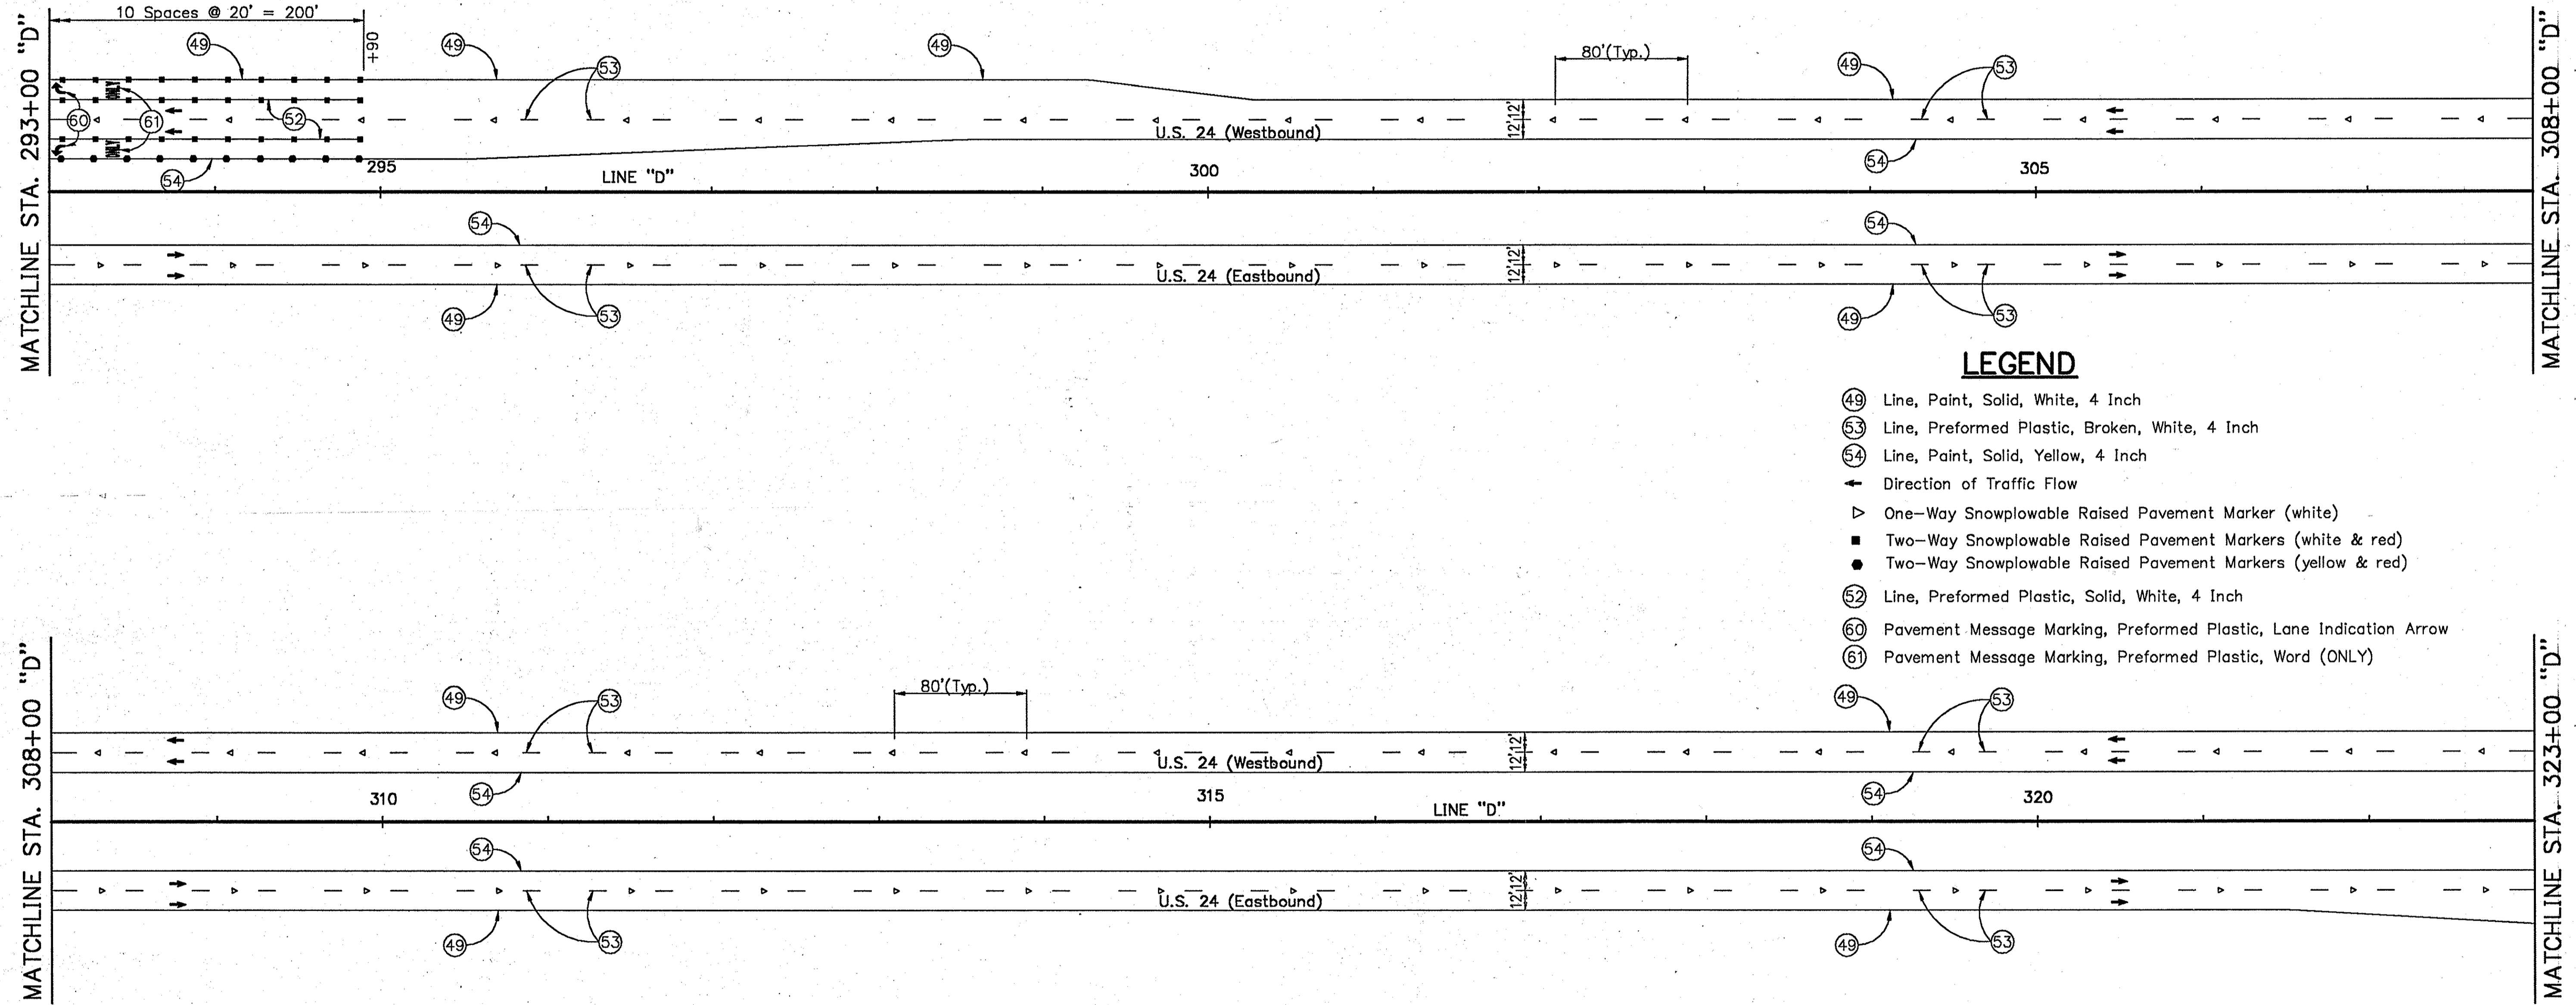 10 Spaces @ 20' = 200'
+90
49
49
49
80'(Typ.)
49
53
53
MATCHLINE STA. 293+00 "D"
MATCHLINE STA. 308+00 "D"
ONLY
60
61
52
12' 12'
U.S. 24 (Westbound)
ONLY
54
295
LINE "D"
300
54
305
54
54
12' 12'
U.S. 24 (Eastbound)
49
53
49
53
LEGEND
49 Line, Paint, Solid, White, 4 Inch
53 Line, Preformed Plastic, Broken, White, 4 Inch
54 Line, Paint, Solid, Yellow, 4 Inch
Direction of Traffic Flow
One-Way Snowplowable Raised Pavement Marker (white)
Two-Way Snowplowable Raised Pavement Markers (white & red)
Two-Way Snowplowable Raised Pavement Markers (yellow & red)
52 Line, Preformed Plastic, Solid, White, 4 Inch
60 Pavement Message Marking, Preformed Plastic, Lane Indication Arrow
61 Pavement Message Marking, Preformed Plastic, Word (ONLY)
MATCHLINE STA. 308+00 "D"
MATCHLINE STA. 323+00 "D"
49
53
80'(Typ.)
49
53
12' 12'
U.S. 24 (Westbound)
54
54
310
315
LINE "D"
320
54
54
12' 12'
U.S. 24 (Eastbound)
49
53
49
53